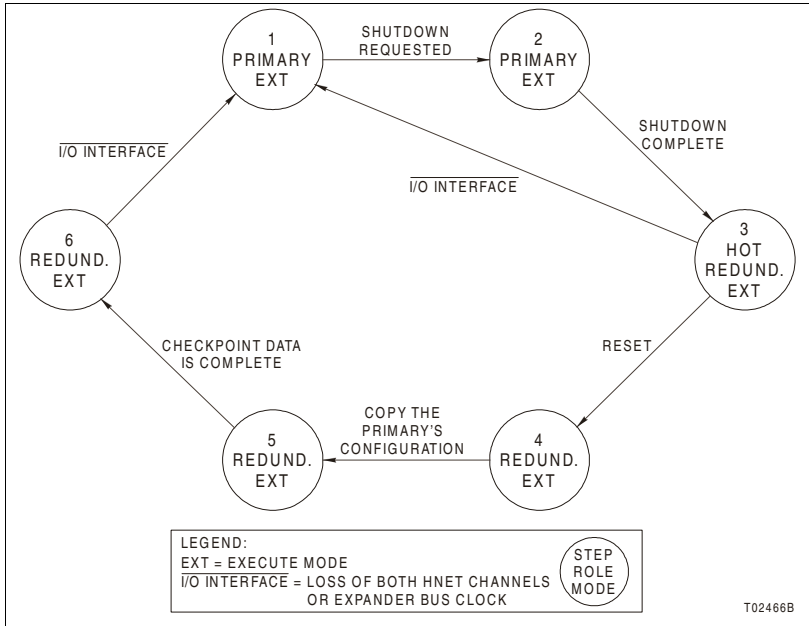 1
PRIMARY
EXT
SHUTDOWN
REQUESTED
2
PRIMARY
EXT
SHUTDOWN
COMPLETE
I/O INTERFACE
I/O INTERFACE
3
HOT
REDUND.
EXT
6
REDUND.
EXT
RESET
CHECKPOINT DATA
IS COMPLETE
COPY THE
PRIMARY'S
CONFIGURATION
5
REDUND.
EXT
4
REDUND.
EXT
LEGEND:
EXT = EXECUTE MODE
I/O INTERFACE = LOSS OF BOTH HNET CHANNELS
OR EXPANDER BUS CLOCK
STEP
ROLE
MODE
T02466B